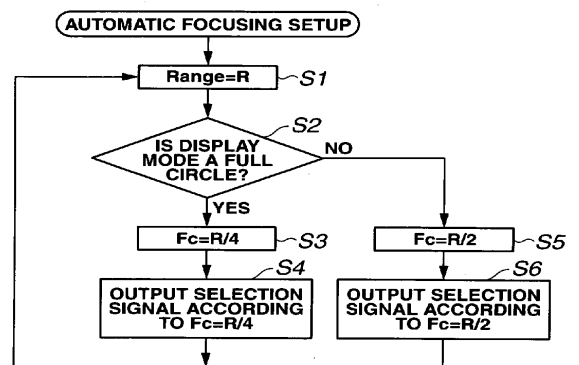 AUTOMATIC FOCUSING SETUP
Range=R
S1
S2
IS DISPLAY
MODE A FULL
CIRCLE?
NO
YES
Fc=R/4
S3
Fc=R/2
S5
S4
OUTPUT SELECTION
SIGNAL ACCORDING
TO Fc=R/4
S6
OUTPUT SELECTION
SIGNAL ACCORDING
TO Fc=R/2